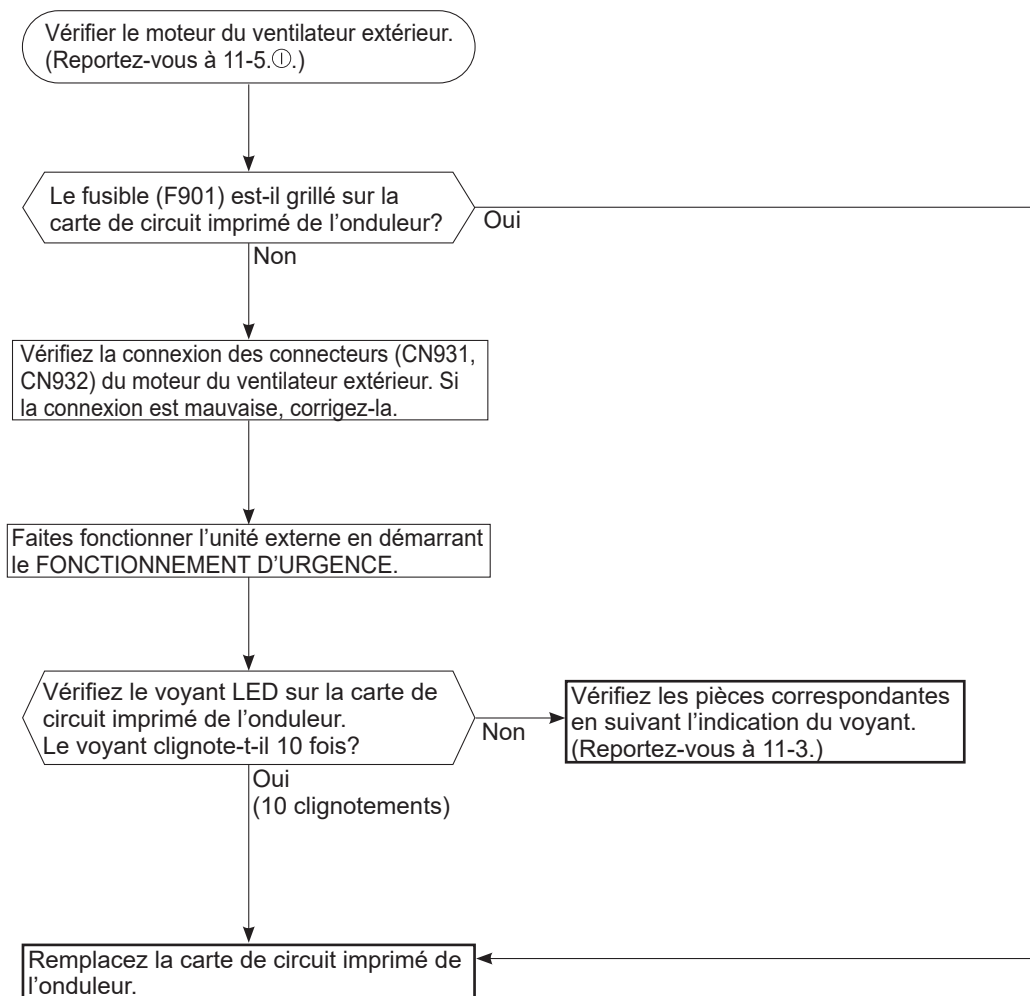 Vérifier le moteur du ventilateur extérieur.
(Reportez-vous à 11-5.Ⓘ.)
Le fusible (F901) est-il grillé sur la
carte de circuit imprimé de l’onduleur?
Oui
Non
Vérifiez la connexion des connecteurs (CN931,
CN932) du moteur du ventilateur extérieur. Si
la connexion est mauvaise, corrigez-la.
Faites fonctionner l’unité externe en démarrant
le FONCTIONNEMENT D’URGENCE.
Vérifiez le voyant LED sur la carte de
circuit imprimé de l’onduleur.
Le voyant clignote-t-il 10 fois?
Non
Vérifiez les pièces correspondantes
en suivant l’indication du voyant.
(Reportez-vous à 11-3.)
Oui
(10 clignotements)
Remplacez la carte de circuit imprimé de
l’onduleur.